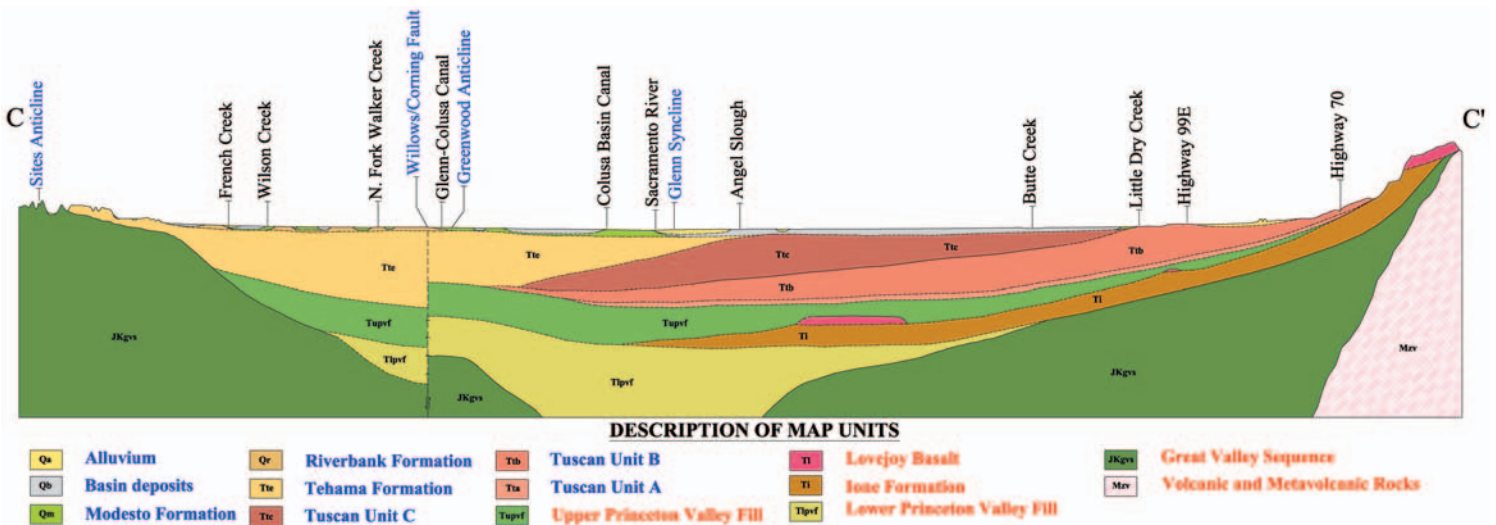 C
Sites Anticline
French Creek
Wilson Creek
N. Fork Walker Creek
Willows/Corning Fault
Glenn-Colusa Canal
Greenwood Anticline
Colusa Basin Canal
Sacramento River
Glenn Syncline
Angel Slough
Butte Creek
Little Dry Creek
Highway 99E
Highway 70
C'
Tte
Tte
Ttc
Ttc
Ttb
Ttb
JKgvs
Tupvf
Tupvf
Ti
Ti
Tlpvf
Tlpvf
JKgvs
JKgvs
Mzv
DESCRIPTION OF MAP UNITS
Qa Alluvium
Qb Basin deposits
Qm Modesto Formation
Qr Riverbank Formation
Tte Tehama Formation
Ttc Tuscan Unit C
Ttb Tuscan Unit B
Tta Tuscan Unit A
Tupvf Upper Princeton Valley Fill
Tl Lovejoy Basalt
Ti Ione Formation
Tlpvf Lower Princeton Valley Fill
JKgvs Great Valley Sequence
Mzv Volcanic and Metavolcanic Rocks